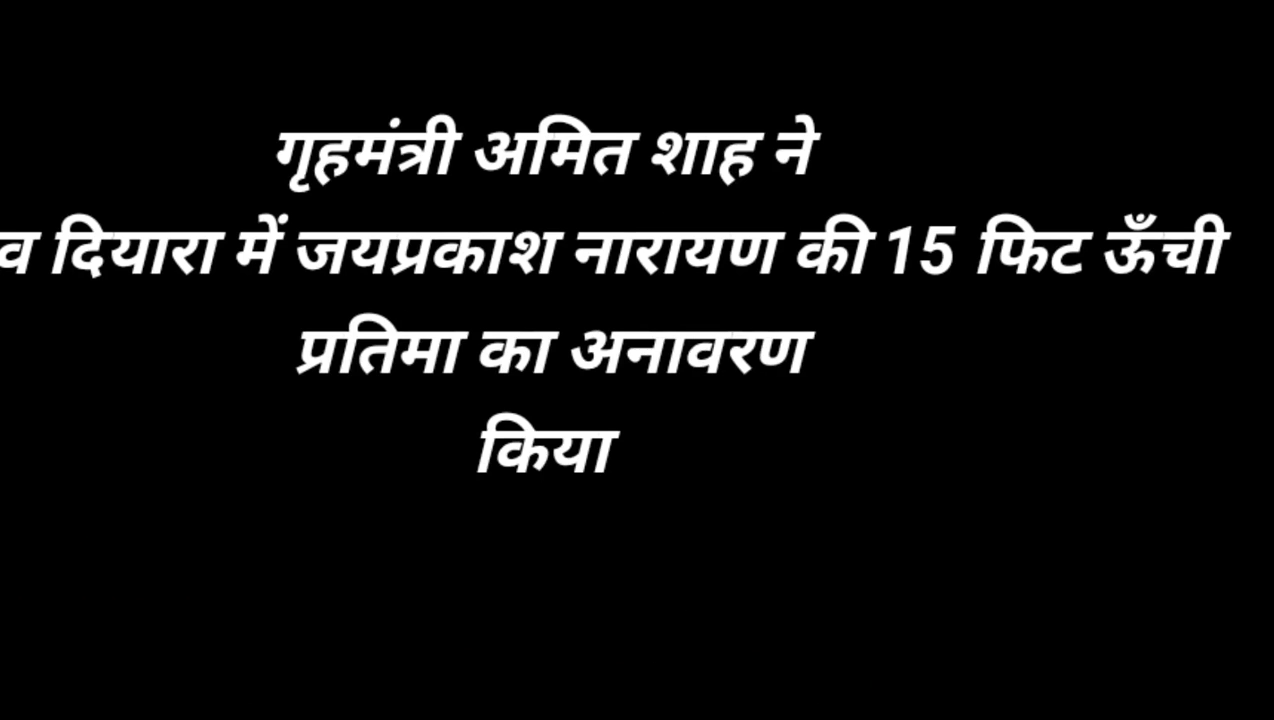 गृहमंत्री अमित शाह ने
दियारा में जयप्रकाश नारायण की 15 फिट ऊँची
प्रतिमा का अनावरण
किया